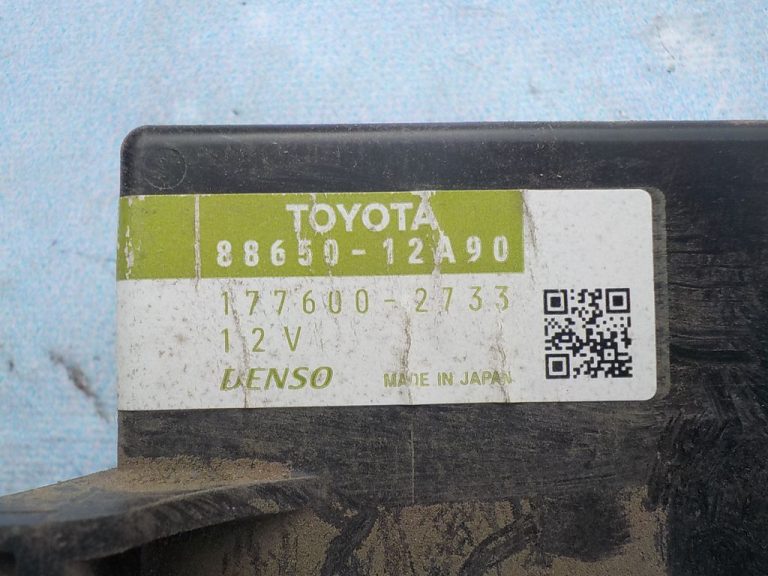 TOYOTA
88650-12A90
177600-2733
12V
DENSO MADE IN JAPAN